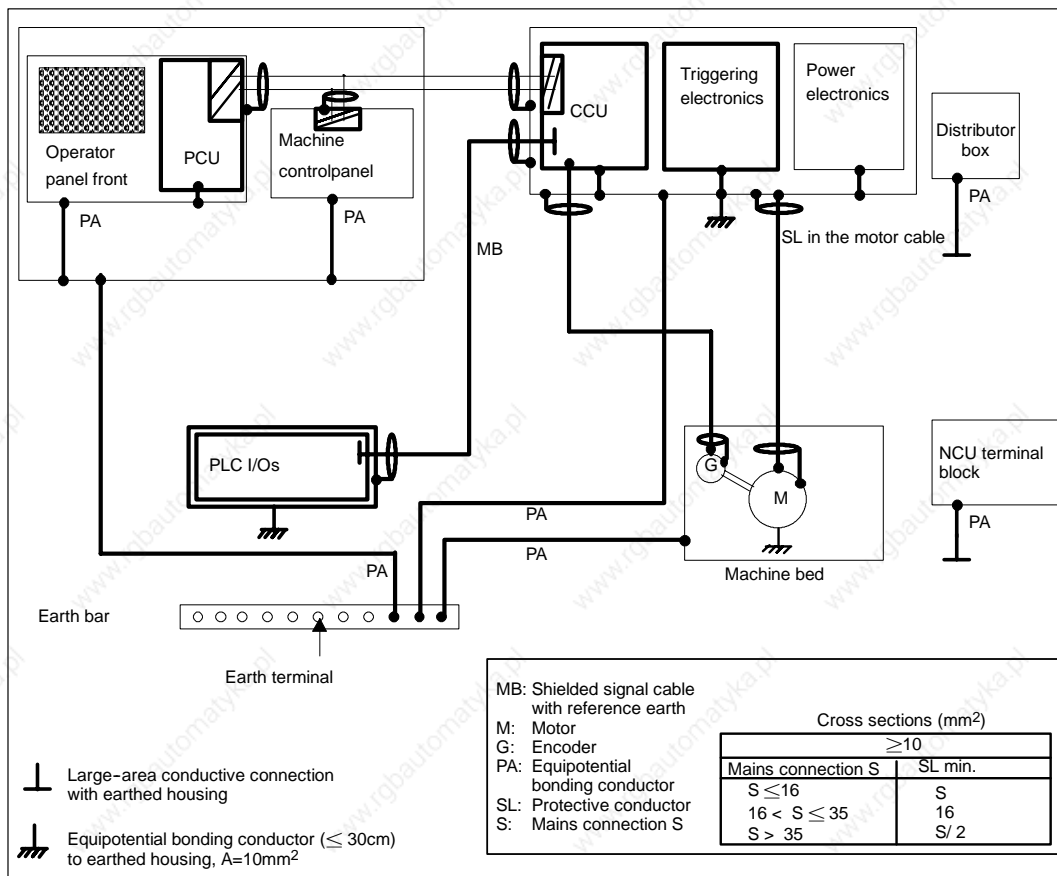 Operator
panel front
PCU
Machine
controlpanel
CCU
Triggering
electronics
Power
electronics
Distributor
box
PA
PA
PA
SL in the motor cable
MB
PLC I/Os
G
M
NCU terminal
block
PA
PA
PA
PA
Machine bed
Earth bar
Earth terminal
MB: Shielded signal cable
with reference earth
M: Motor
G: Encoder
PA: Equipotential
bonding conductor
SL: Protective conductor
S: Mains connection S
Cross sections (mm²)
≥10
Mains connection S SL min.
S ≤16 S
16 < S ≤ 35 16
S > 35 S/ 2
Large-area conductive connection
with earthed housing
Equipotential bonding conductor (≤ 30cm)
to earthed housing, A=10mm²
www.rgbautomatyka.pl